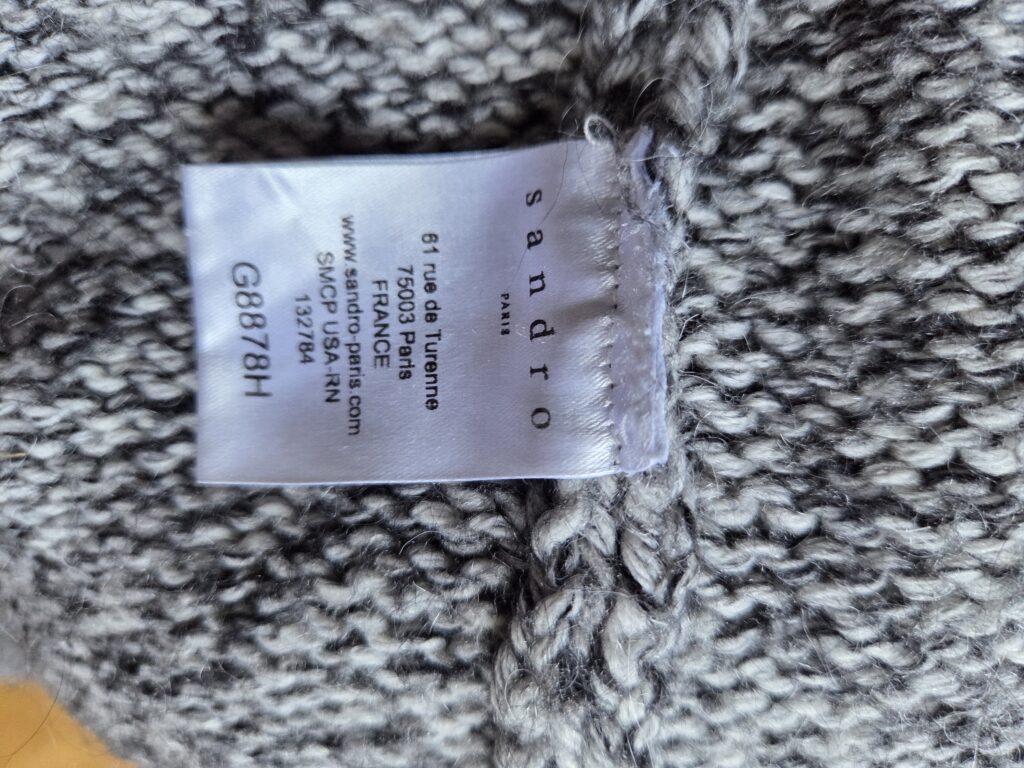 sandro
PARIS
61 rue de Turenne
75003 Paris
FRANCE
www.sandro-paris.com
SMCP USA-RN
132784
G8878H